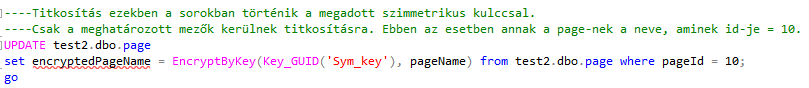 ----Titkosítás ezekben a sorokban történik a megadott szimmetrikus kulccsal.
----Csak a meghatározott mezők kerülnek titkosításra. Ebben az esetben annak a page-nek a neve, aminek id-je = 10.
UPDATE test2.dbo.page
set encryptedPageName = EncryptByKey(Key_GUID('Sym_key'), pageName) from test2.dbo.page where pageId = 10;
go